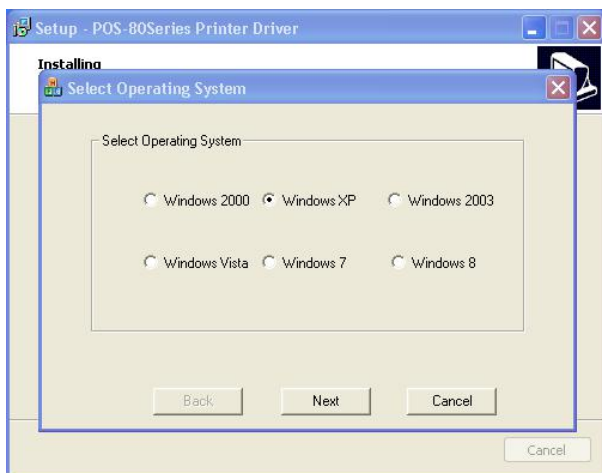 Setup - POS-80Series Printer Driver
Installing
Select Operating System
Select Operating System
Windows 2000 Windows XP Windows 2003
Windows Vista Windows 7 Windows 8
Back Next Cancel
Cancel